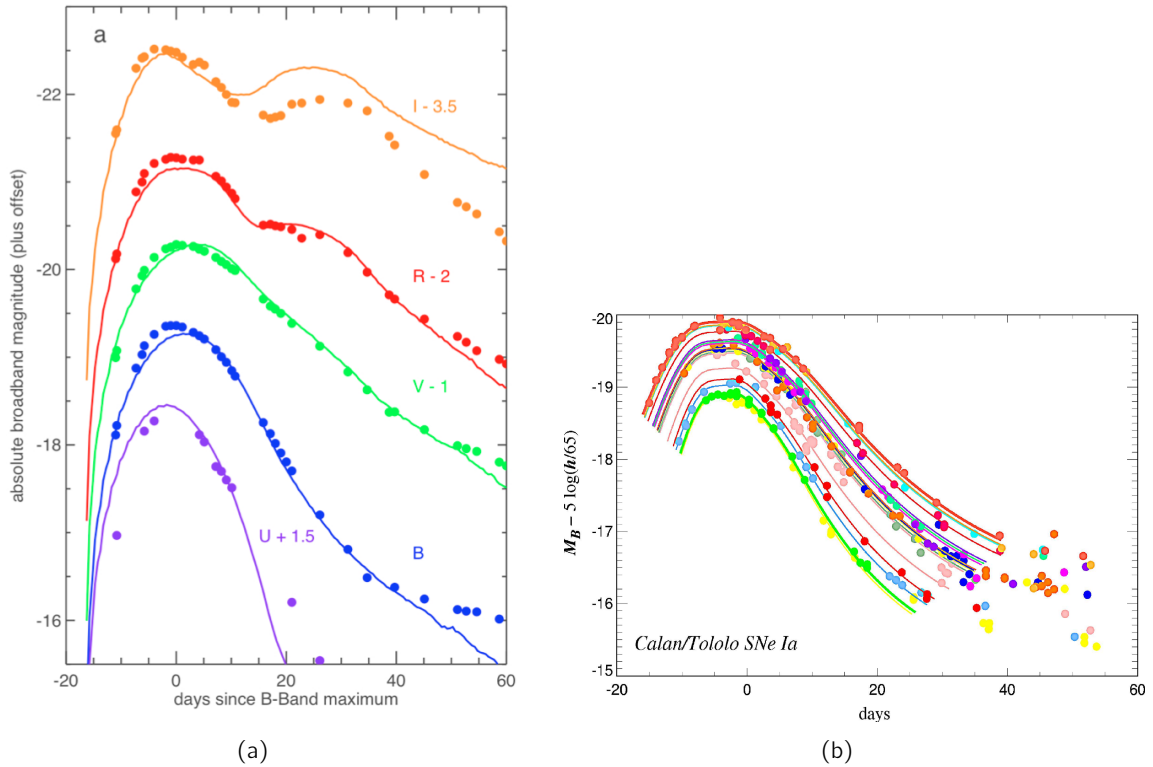 a
I - 3.5
R - 2
V - 1
B
U + 1.5
absolute broadband magnitude (plus offset)
-22
-20
-18
-16
-20 0 20 40 60
days since B-Band maximum
(a)
M_B − 5 log(h/65)
-20
-19
-18
-17
-16
-15
Calan/Tololo SNe Ia
-20 0 20 40 60
days
(b)